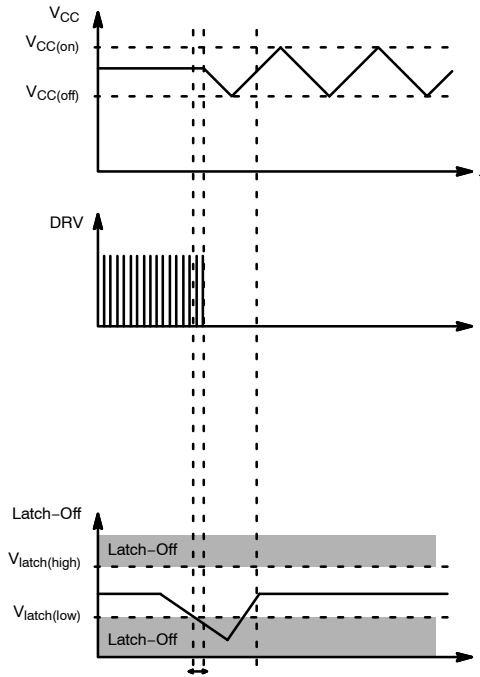 VCC
VCC(on)
VCC(off)
DRV
Latch−Off
Latch−Off
Vlatch(high)
Vlatch(low)
Latch−Off